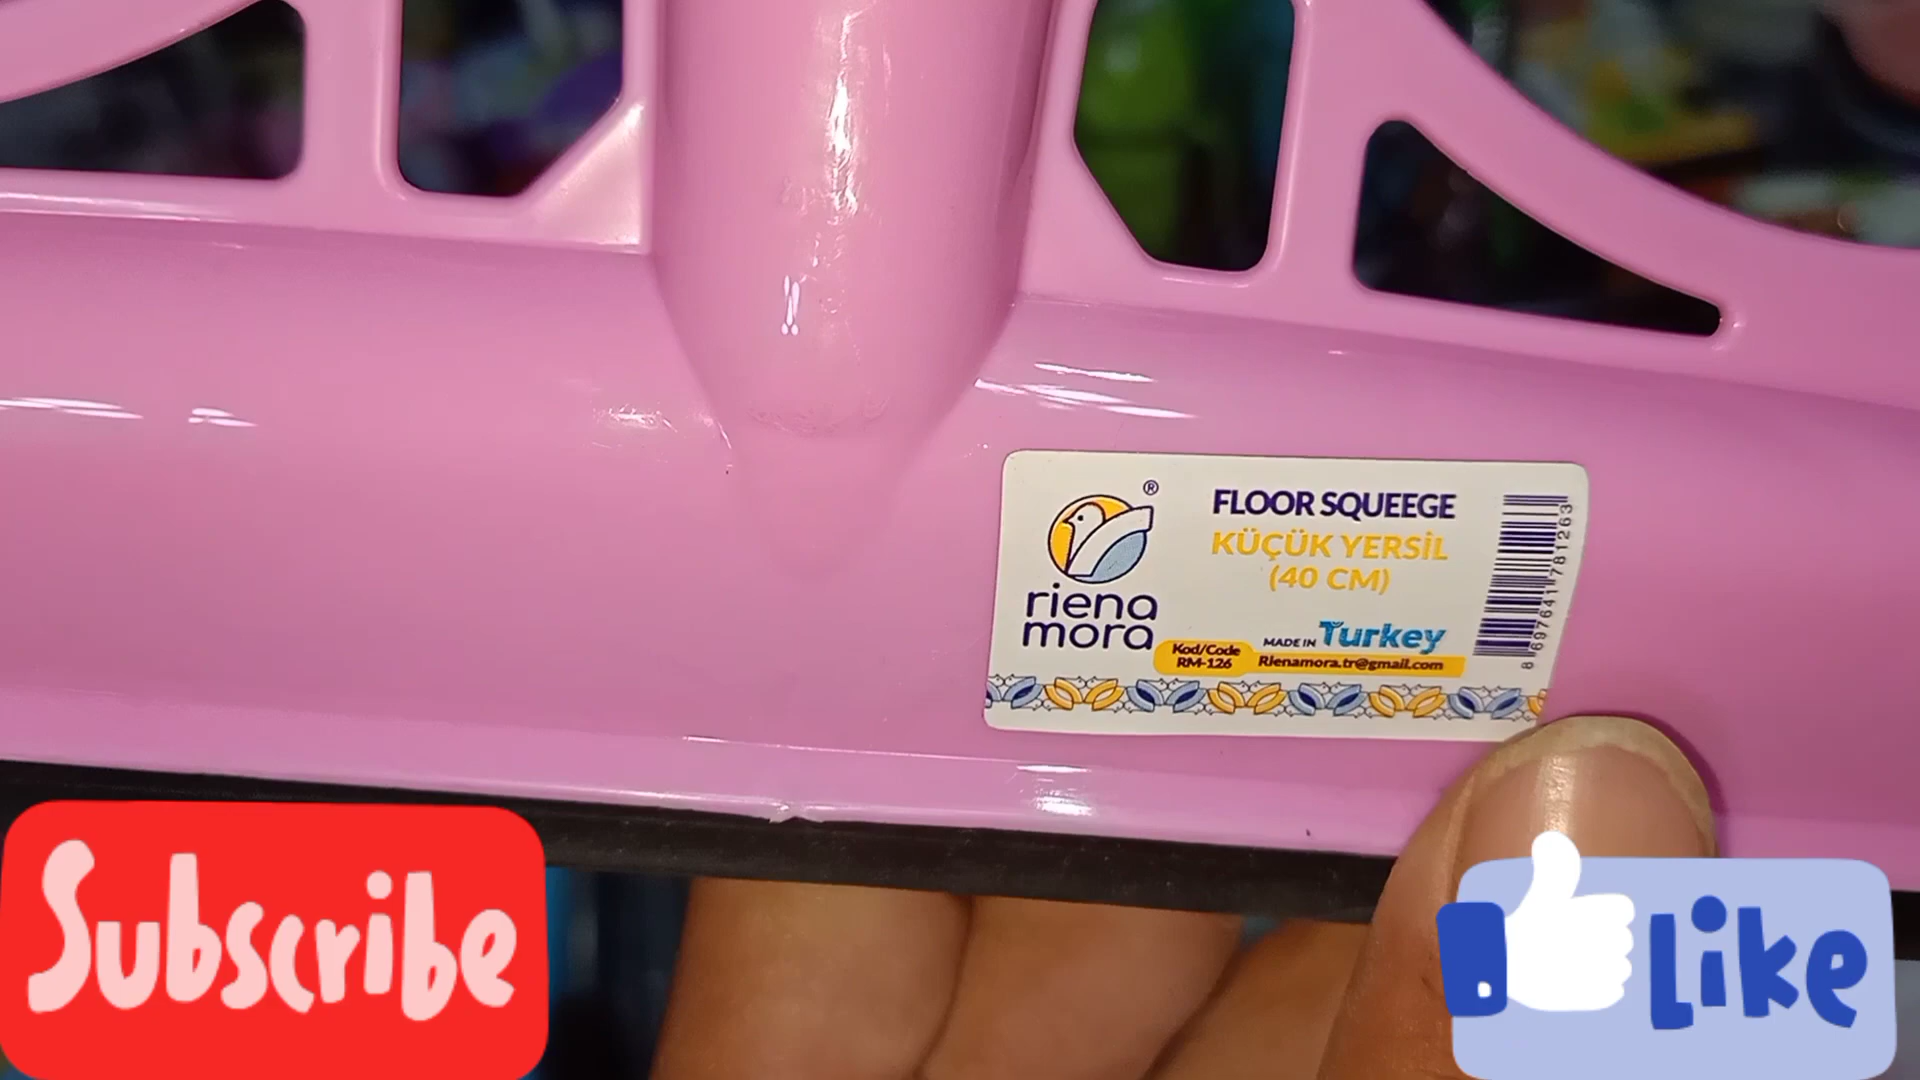 FLOOR SQUEEGE
KÜÇÜK YERSİL
(40 CM)
®
riena
mora
MADE IN Turkey
Kod/Code
RM-126
Rienamora.tr@gmail.com
8697641781263
Subscribe
Like